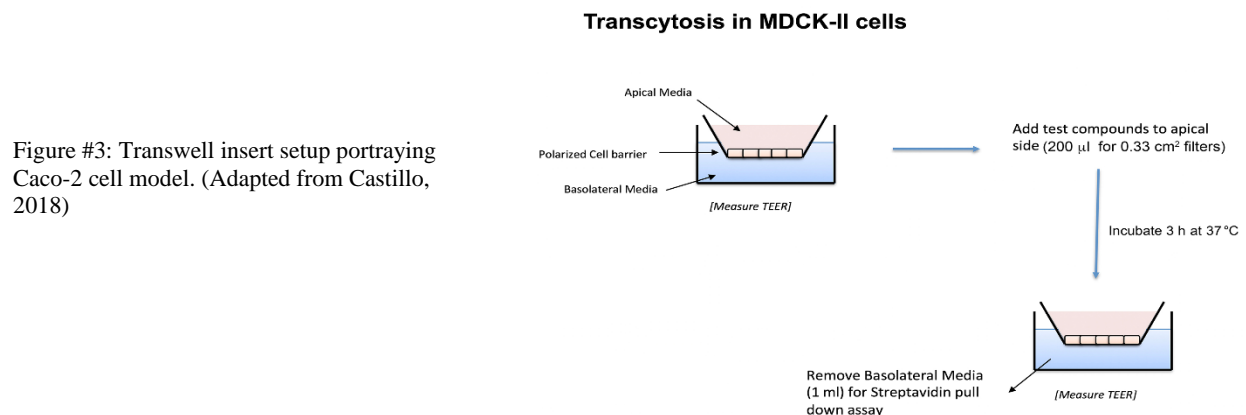 Transcytosis in MDCK-II cells
Figure #3: Transwell insert setup portraying
Caco-2 cell model. (Adapted from Castillo,
2018)
Apical Media
Polarized Cell barrier
Basolateral Media
[Measure TEER]
Add test compounds to apical
side (200 µl for 0.33 cm² filters)
Incubate 3 h at 37 °C
Remove Basolateral Media
(1 ml) for Streptavidin pull
down assay
[Measure TEER]